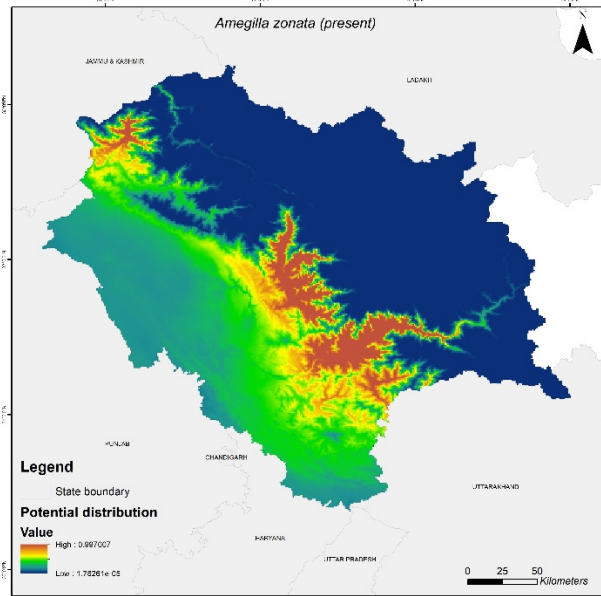 Amegilla zonata (present)
N
JAMMU & KASHMIR
LADAKH
PUNJAB
CHANDIGARH
UTTARAKHAND
HARYANA
UTTAR PRADESH
Legend
State boundary
Potential distribution
Value
High : 0.997007
Low : 1.78261e-05
0 25 50
Kilometers